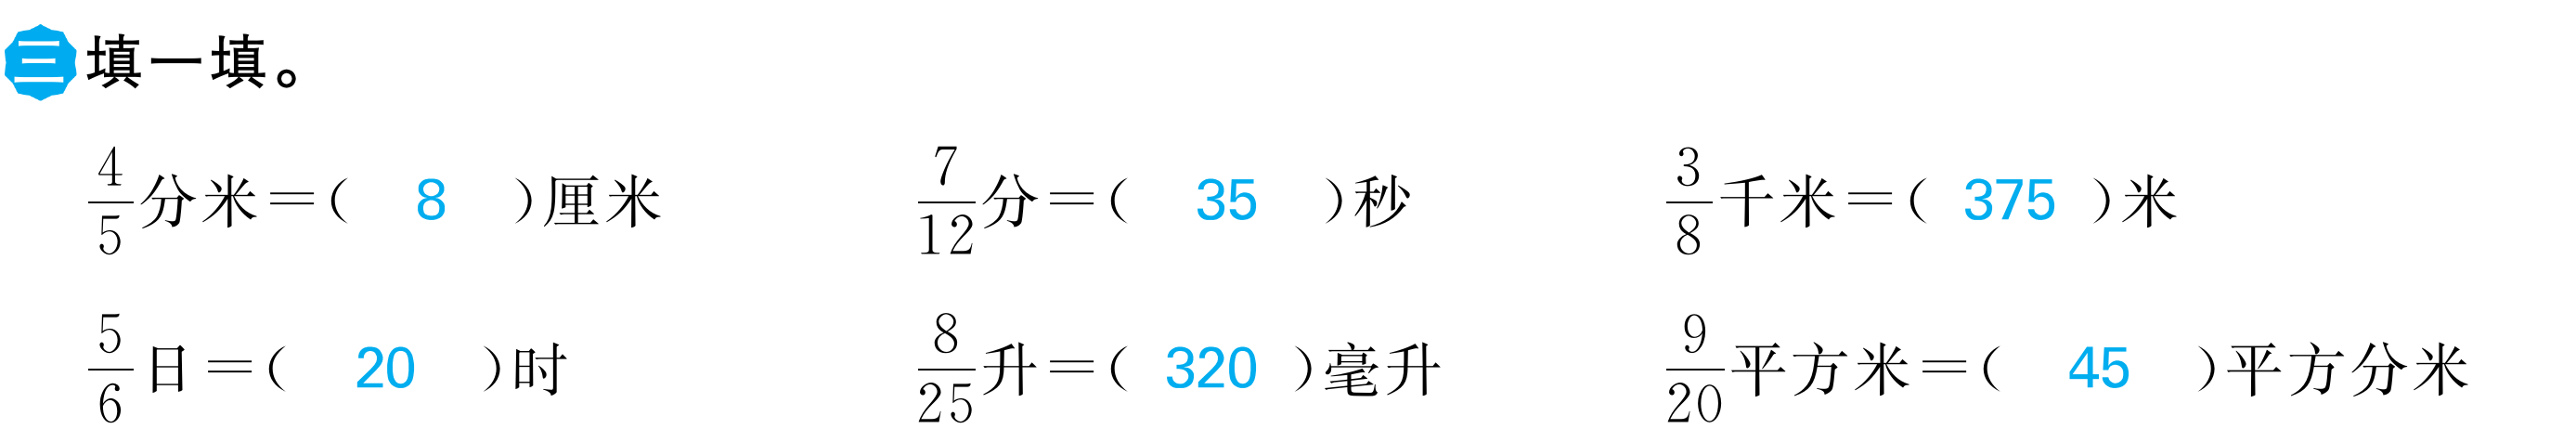 三 填一填。
4/5分米=( 8 )厘米 7/12分=( 35 )秒 3/8千米=( 375 )米
5/6日=( 20 )时 8/25升=( 320 )毫升 9/20平方米=( 45 )平方分米